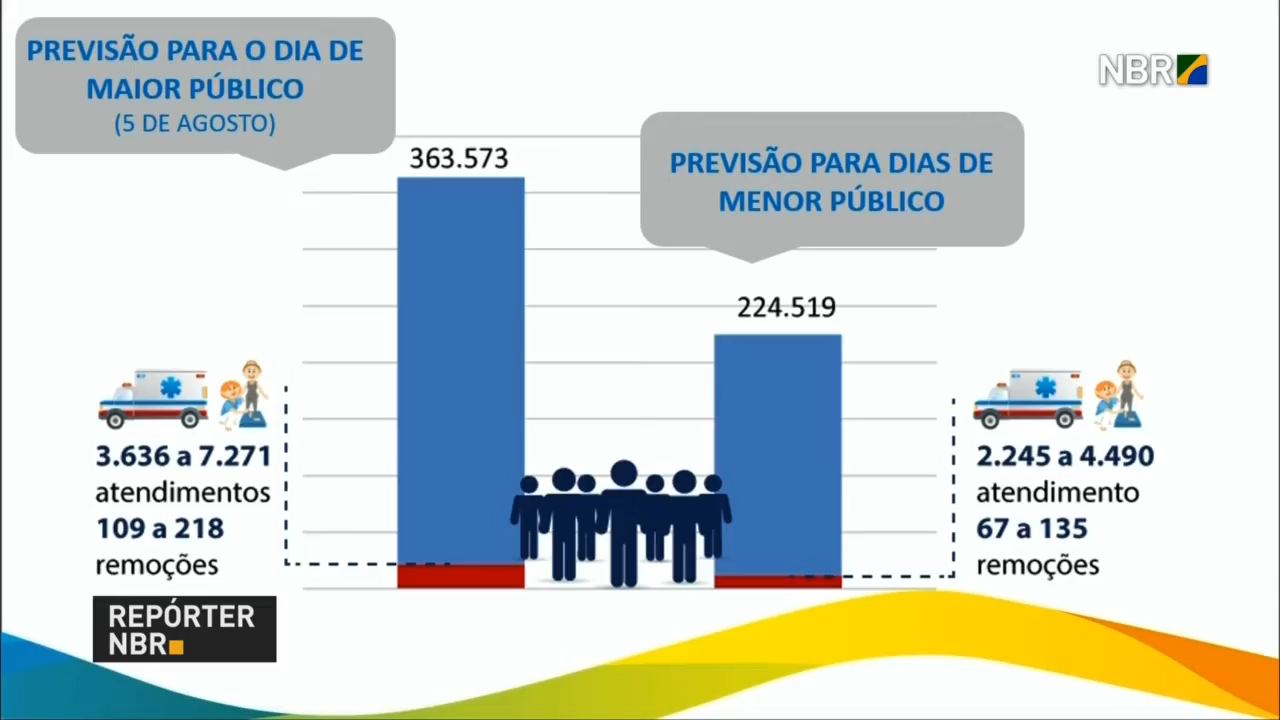 PREVISÃO PARA O DIA DE
MAIOR PÚBLICO
(5 DE AGOSTO)
NBR
363.573
PREVISÃO PARA DIAS DE
MENOR PÚBLICO
224.519
3.636 a 7.271
atendimentos
109 a 218
remoções
2.245 a 4.490
atendimento
67 a 135
remoções
REPÓRTER
NBR